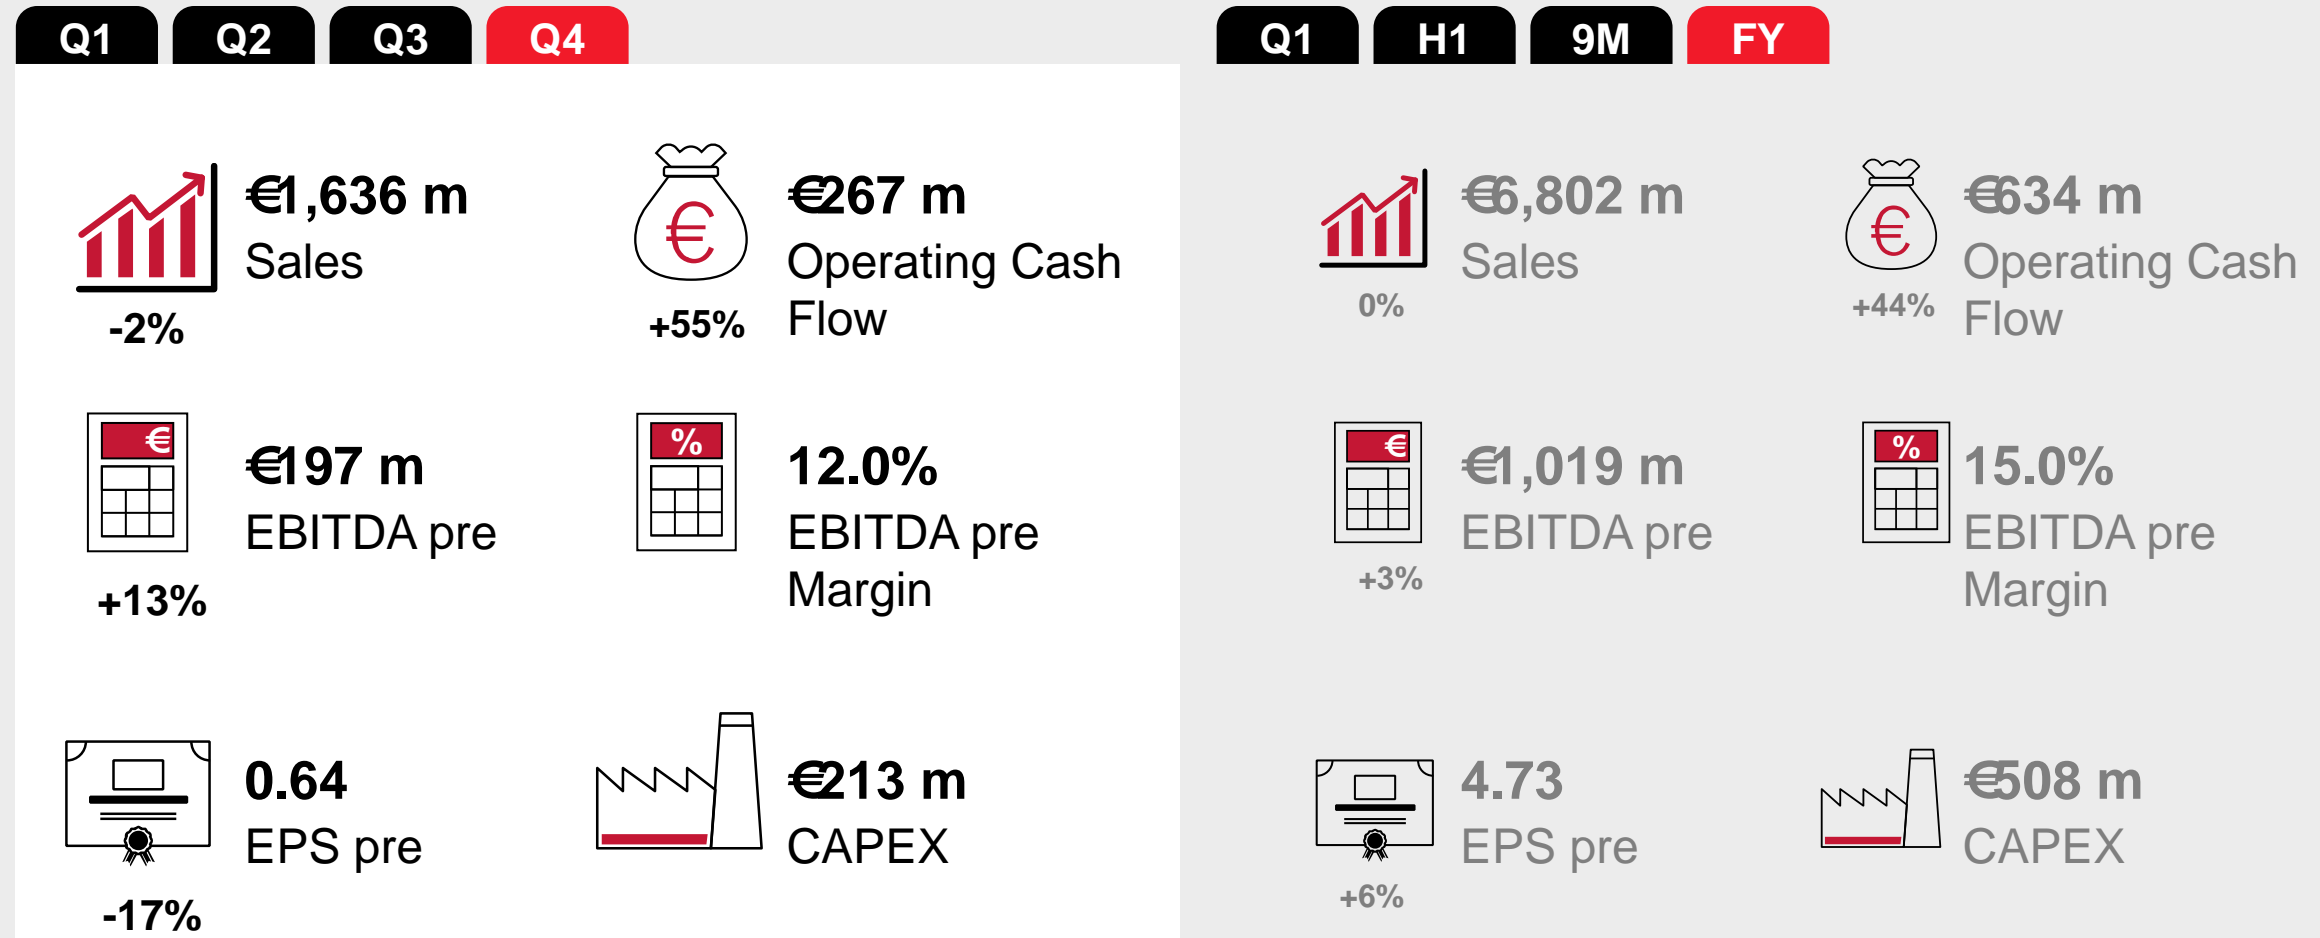 Q1 Q2 Q3 Q4
€1,636 m
Sales
-2%
€
€267 m
Operating Cash
Flow
+55%
€
€197 m
EBITDA pre
+13%
%
12.0%
EBITDA pre
Margin
0.64
EPS pre
-17%
€213 m
CAPEX
Q1 H1 9M FY
€6,802 m
Sales
0%
€
€634 m
Operating Cash
Flow
+44%
€
€1,019 m
EBITDA pre
+3%
%
15.0%
EBITDA pre
Margin
4.73
EPS pre
+6%
€508 m
CAPEX